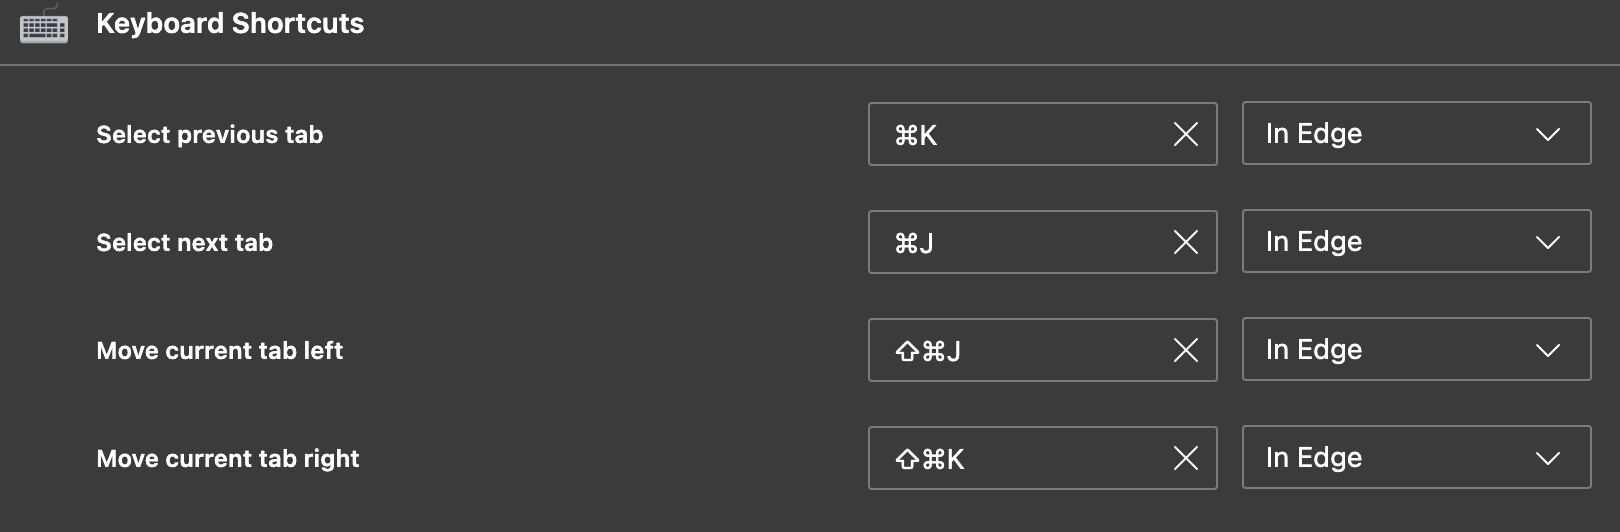 Keyboard Shortcuts
Select previous tab ⌘K In Edge
Select next tab ⌘J In Edge
Move current tab left ⇧⌘J In Edge
Move current tab right ⇧⌘K In Edge